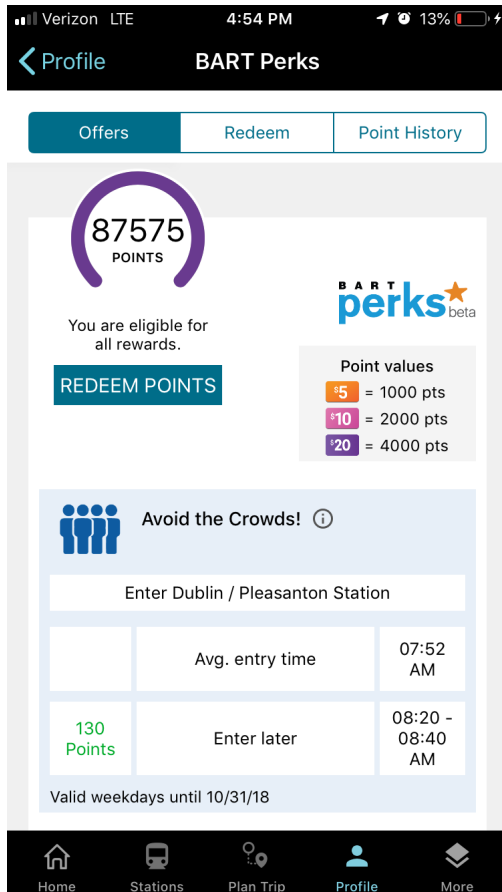 Verizon LTE 4:54 PM 13%
Profile BART Perks
Offers Redeem Point History
87575
POINTS
You are eligible for
all rewards.
REDEEM POINTS
BART
perks
beta
Point values
$5 = 1000 pts
$10 = 2000 pts
$20 = 4000 pts
Avoid the Crowds!
Enter Dublin / Pleasanton Station
Avg. entry time
07:52
AM
130
Points
Enter later
08:20 -
08:40
AM
Valid weekdays until 10/31/18
Home Stations Plan Trip Profile More